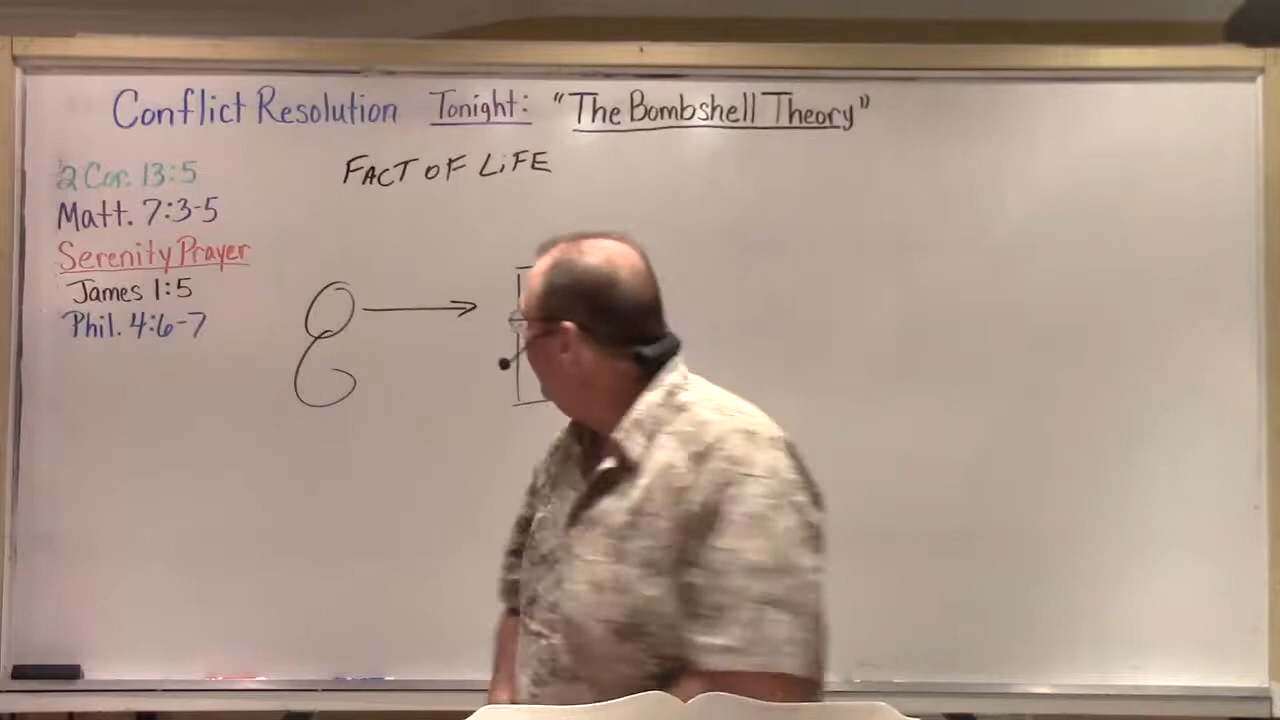 Conflict Resolution Tonight: "The Bombshell Theory"
FACT OF LiFE
2 Cor. 13:5
Matt. 7:3-5
Serenity Prayer
James 1:5
Phil. 4:6-7